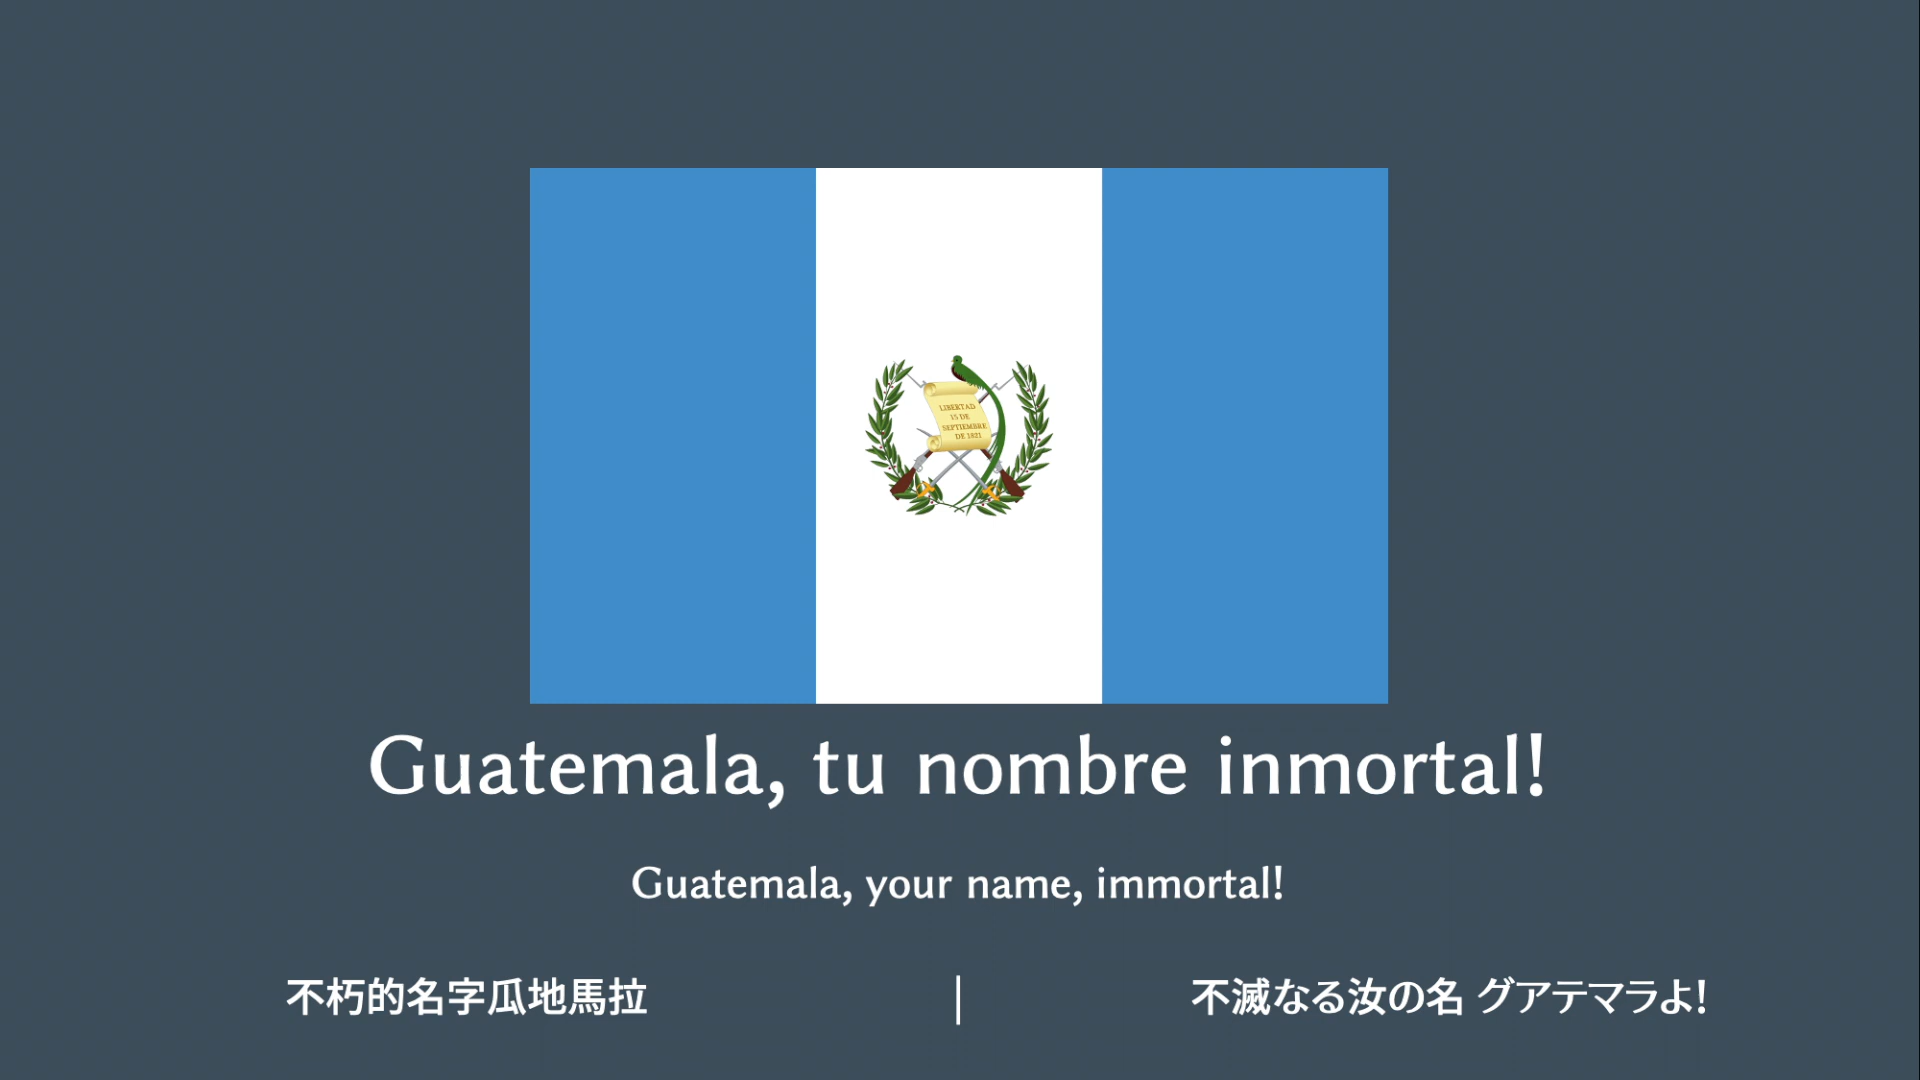 LIBERTAD
15 DE
SEPTIEMBRE
DE 1821
Guatemala, tu nombre inmortal!
Guatemala, your name, immortal!
不朽的名字瓜地馬拉 | 不滅なる汝の名 グアテマラよ!